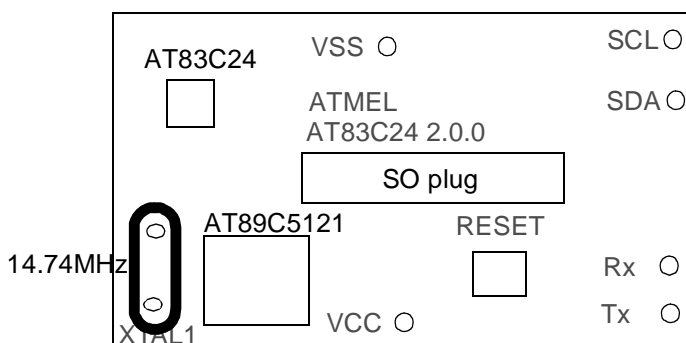 VSS
SCL
AT83C24
ATMEL
SDA
AT83C24 2.0.0
SO plug
AT89C5121
RESET
14.74MHz
Rx
Tx
VCC
XTAL1